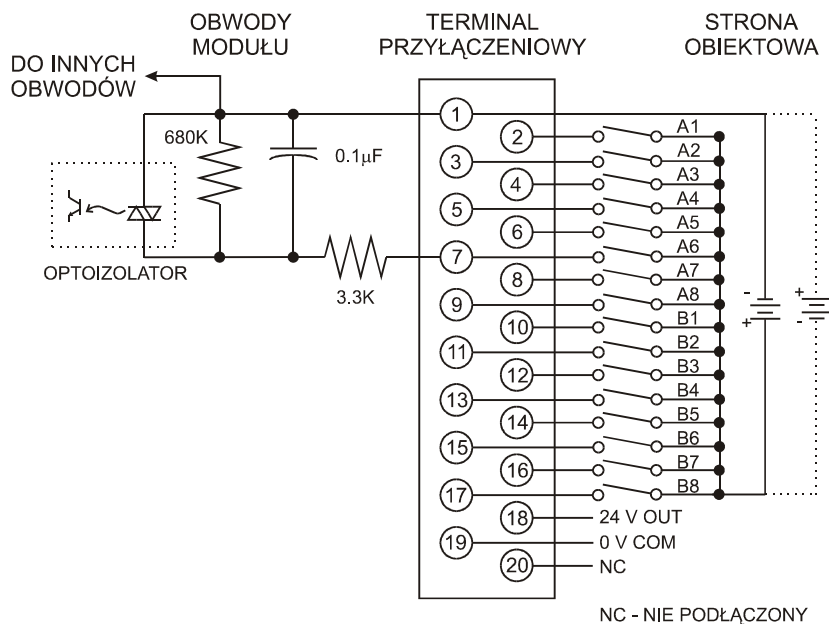 OBWODY
MODUŁU
TERMINAL
PRZYŁĄCZENIOWY
STRONA
OBIEKTOWA
DO INNYCH
OBWODÓW
680K
0.1µF
OPTOIZOLATOR
3.3K
1
2 A1
3 A2
4 A3
5 A4
6 A5
7 A6
8 A7
9 A8
10 B1
11 B2
12 B3
13 B4
14 B5
15 B6
16 B7
17 B8
18 24 V OUT
19 0 V COM
20 NC
- +
+ -
NC - NIE PODŁĄCZONY